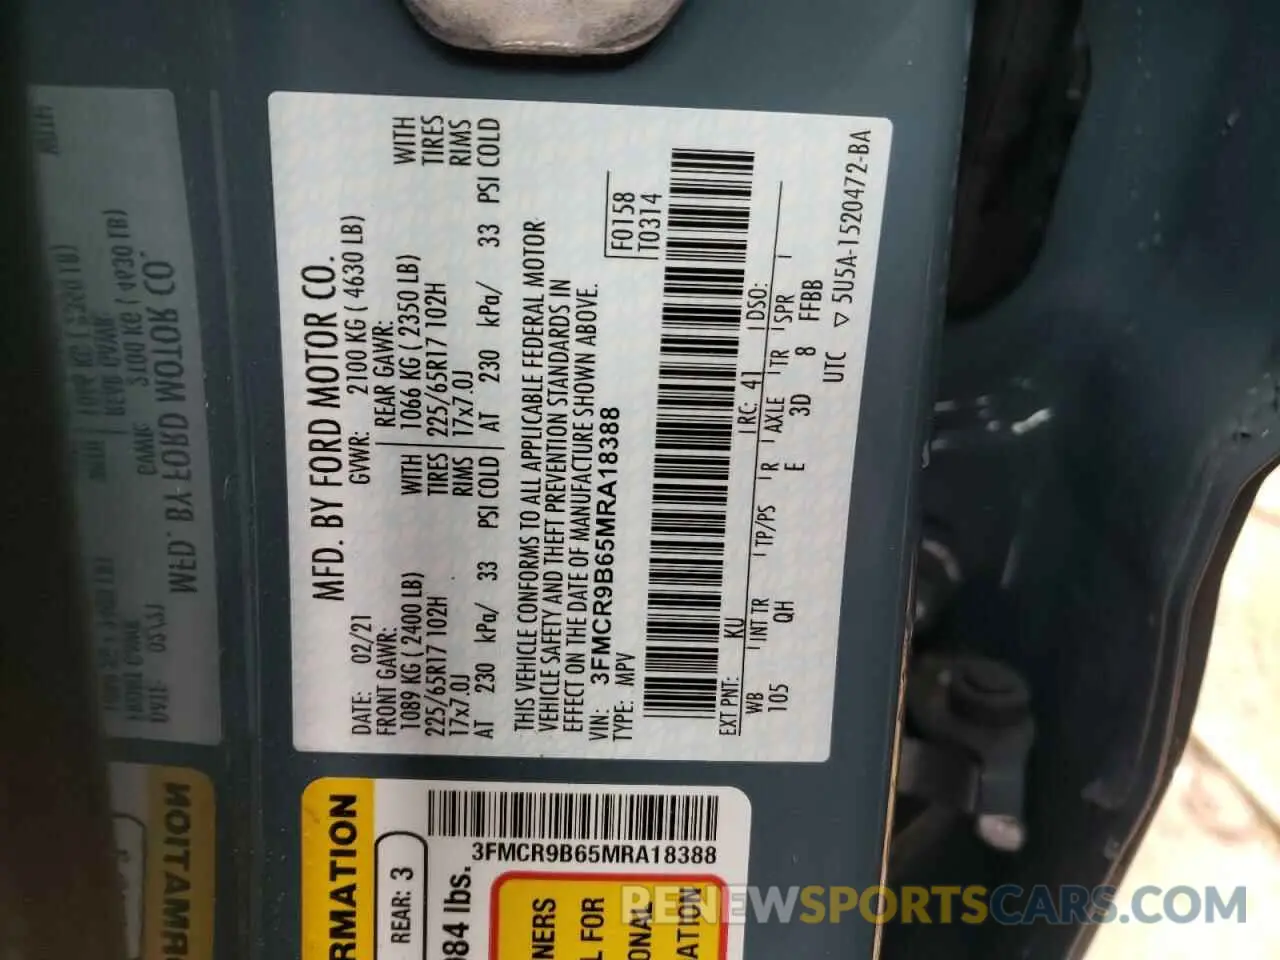 MFD. BY FORD MOTOR CO.
DATE: 02/21 GVWR: 2100 KG ( 4630 LB)
FRONT GAWR: REAR GAWR:
1089 KG (2400 LB) WITH 1066 KG ( 2350 LB) WITH
225/65R17 102H TIRES 225/65R17 102H TIRES
17x7.0J RIMS 17x7.0J RIMS
AT 230 kPa/ 33 PSI COLD AT 230 kPa/ 33 PSI COLD
THIS VEHICLE CONFORMS TO ALL APPLICABLE FEDERAL MOTOR
VEHICLE SAFETY AND THEFT PREVENTION STANDARDS IN
EFFECT ON THE DATE OF MANUFACTURE SHOWN ABOVE.
VIN: 3FMCR9B65MRA18388
TYPE: MPV
F0158
T0314
EXT PNT: KU RC: 41 DSO:
WB INT TR TP/PS R AXLE TR SPR
105 QH E 3D 8 FFBB
UTC ▽ 5U5A-1520472-BA
RMATION
REAR: 3
984 lbs.
3FMCR9B65MRA18388
NERS
L FOR
ONAL
ATION
RENEWSPORTSCARS.COM